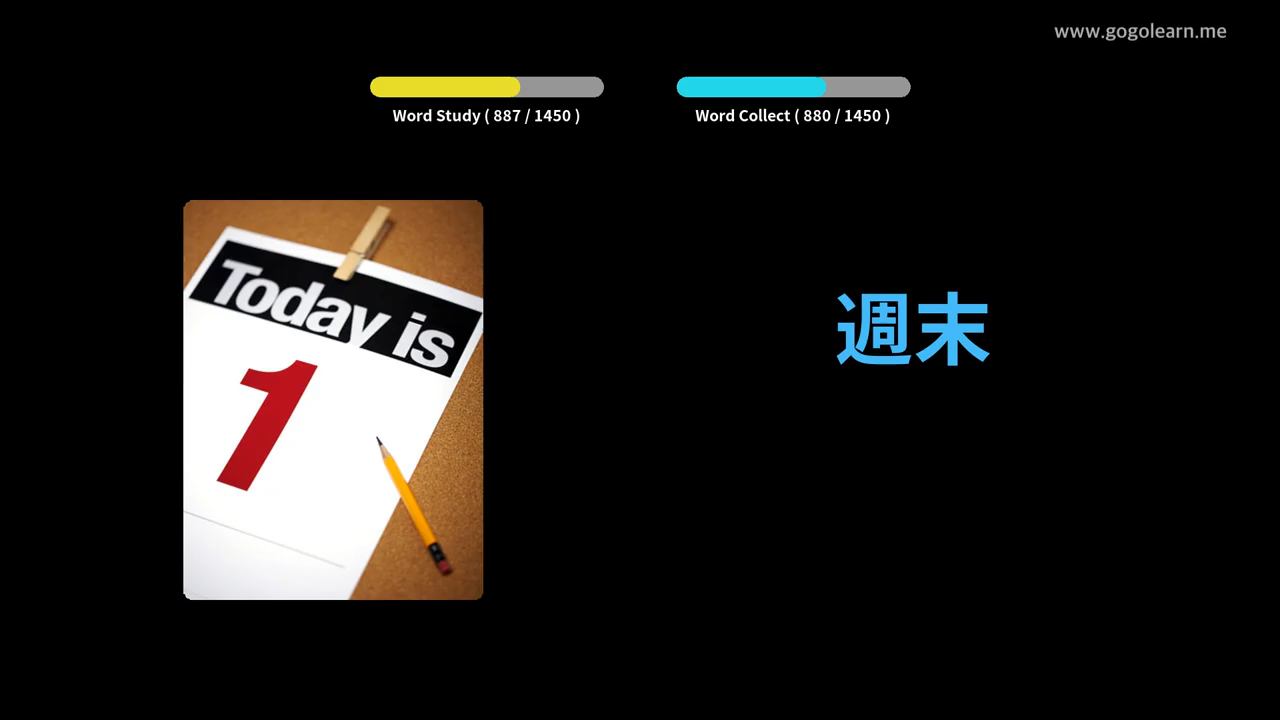 www.gogolearn.me
Word Study ( 887 / 1450 )
Word Collect ( 880 / 1450 )
Today is
1
週末